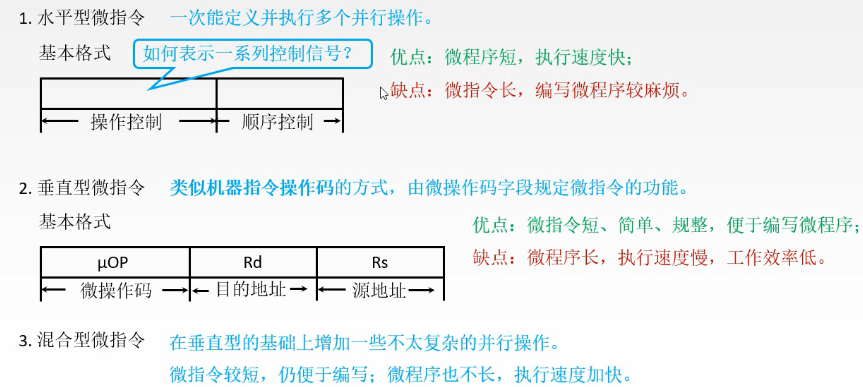 1. 水平型微指令 一次能定义并执行多个并行操作。
基本格式 如何表示一系列控制信号？ 优点：微程序短，执行速度快；
缺点：微指令长，编写微程序较麻烦。
操作控制 顺序控制
2. 垂直型微指令 类似机器指令操作码的方式，由微操作码字段规定微指令的功能。
基本格式 优点：微指令短、简单、规整，便于编写微程序；
缺点：微程序长，执行速度慢，工作效率低。
μOP Rd Rs
微操作码 目的地址 源地址
3. 混合型微指令 在垂直型的基础上增加一些不太复杂的并行操作。
微指令较短，仍便于编写；微程序也不长，执行速度加快。